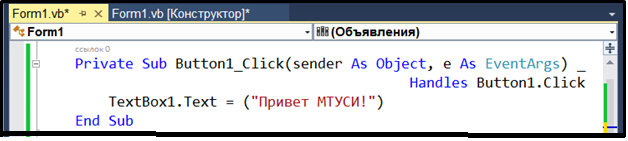 Form1.vb* Form1.vb [Конструктор]*
Form1 (Объявления)
ссылок 0
Private Sub Button1_Click(sender As Object, e As EventArgs) _
Handles Button1.Click
TextBox1.Text = ("Привет МТУСИ!")
End Sub